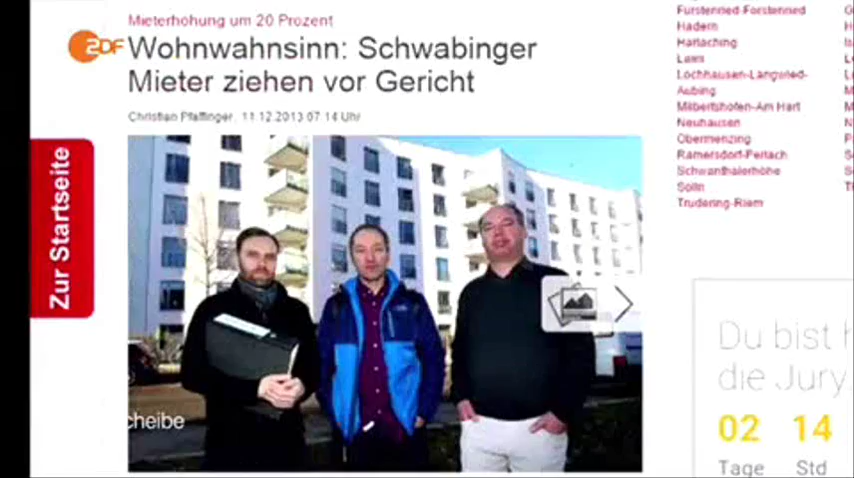 Mieterhöhung um 20 Prozent
ZDF
Wohnwahnsinn: Schwabinger
Mieter ziehen vor Gericht
Christian Pfaffinger, 11.12.2013 07:14 Uhr
Zur Startseite
cheibe
Fürstenried-Forstenried
Hadern
Harlaching
Laim
Lochhausen-Langwied-
Aubing
Milbertshofen-Am Hart
Neuhausen
Obermenzing
Ramersdorf-Perlach
Schwanthalerhöhe
Solln
Trudering-Riem
Du bist h
die Jury.
02 14
Tage Std